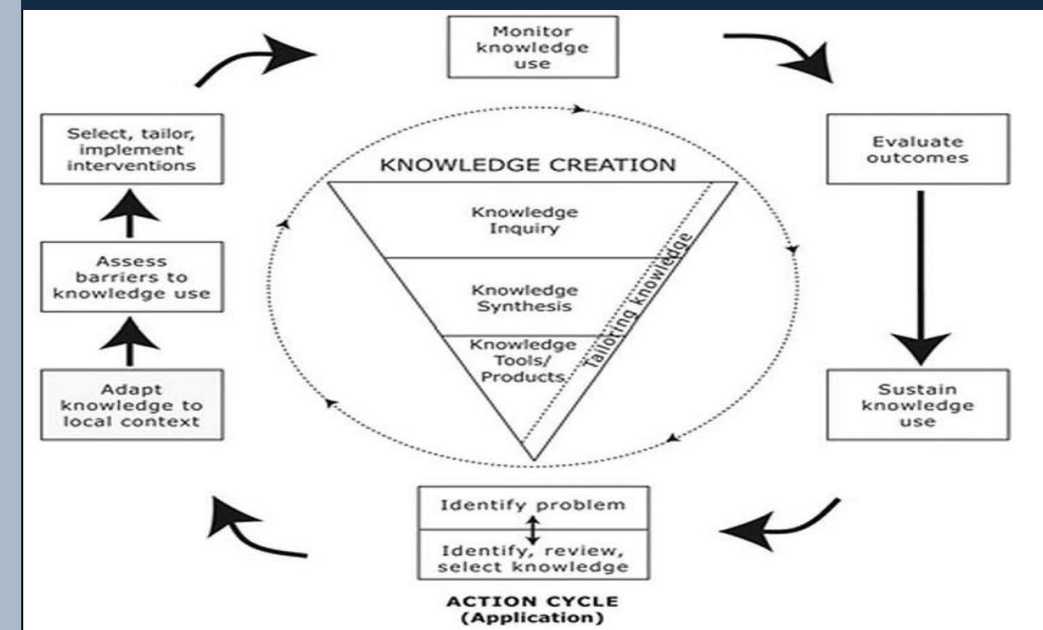 Monitor
knowledge
use
Select, tailor,
implement
interventions
Evaluate
outcomes
KNOWLEDGE CREATION
Knowledge
Inquiry
Assess
barriers to
knowledge use
Knowledge
Synthesis
Tailoring knowledge
Knowledge
Tools/
Products
Adapt
knowledge to
local context
Sustain
knowledge
use
Identify problem
Identify, review,
select knowledge
ACTION CYCLE
(Application)